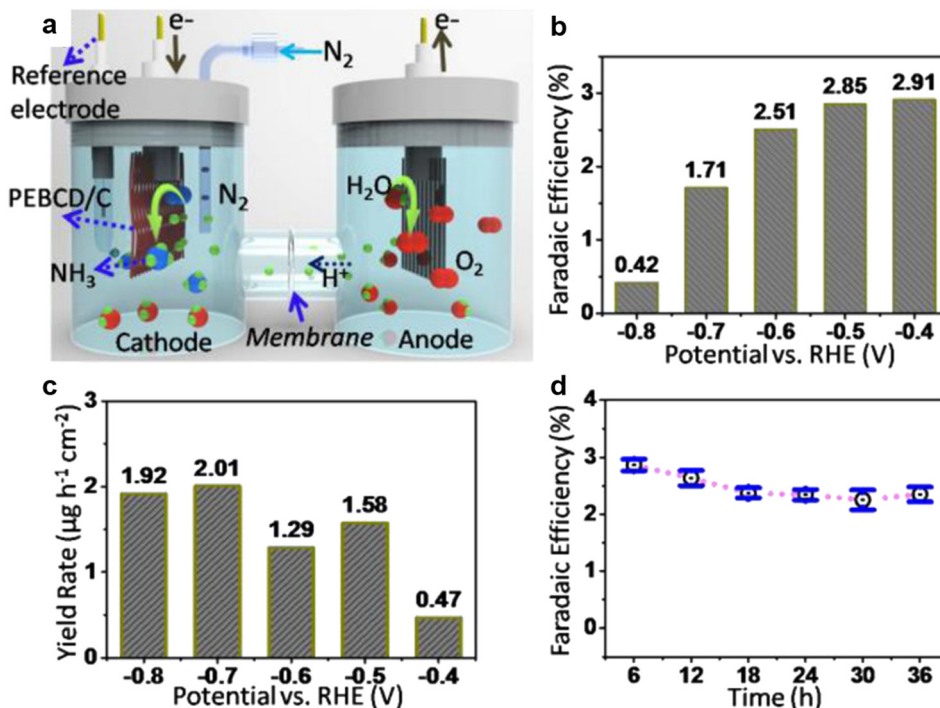 a
e-
e-
N2
Reference
electrode
PEBCD/C
N2
H2O
NH3
H+
O2
Cathode
Membrane
Anode
b
Faradaic Efficiency (%)
3
2
1
0
0.42
1.71
2.51
2.85
2.91
-0.8 -0.7 -0.6 -0.5 -0.4
Potential vs. RHE (V)
c
Yield Rate (µg h-1 cm-2)
3
2
1
0
1.92
2.01
1.29
1.58
0.47
-0.8 -0.7 -0.6 -0.5 -0.4
Potential vs. RHE (V)
d
Faradaic Efficiency (%)
4
3
2
1
0
6 12 18 24 30 36
Time (h)